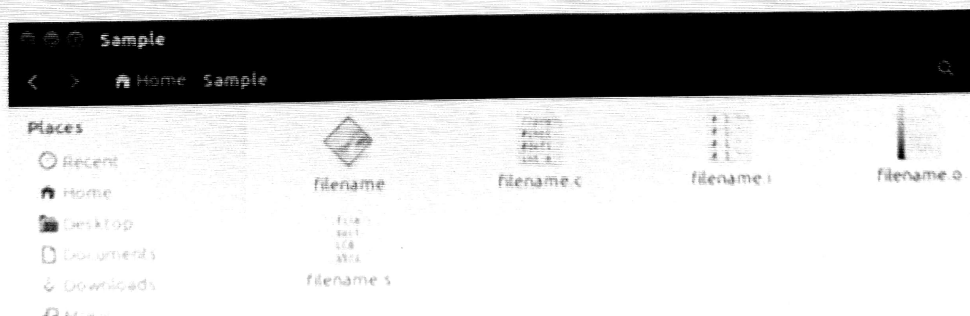 Sample
Home Sample
Places
Recent
Home
Desktop
Documents
Downloads
filename
filename.c
filename.i
filename.o
filename.s